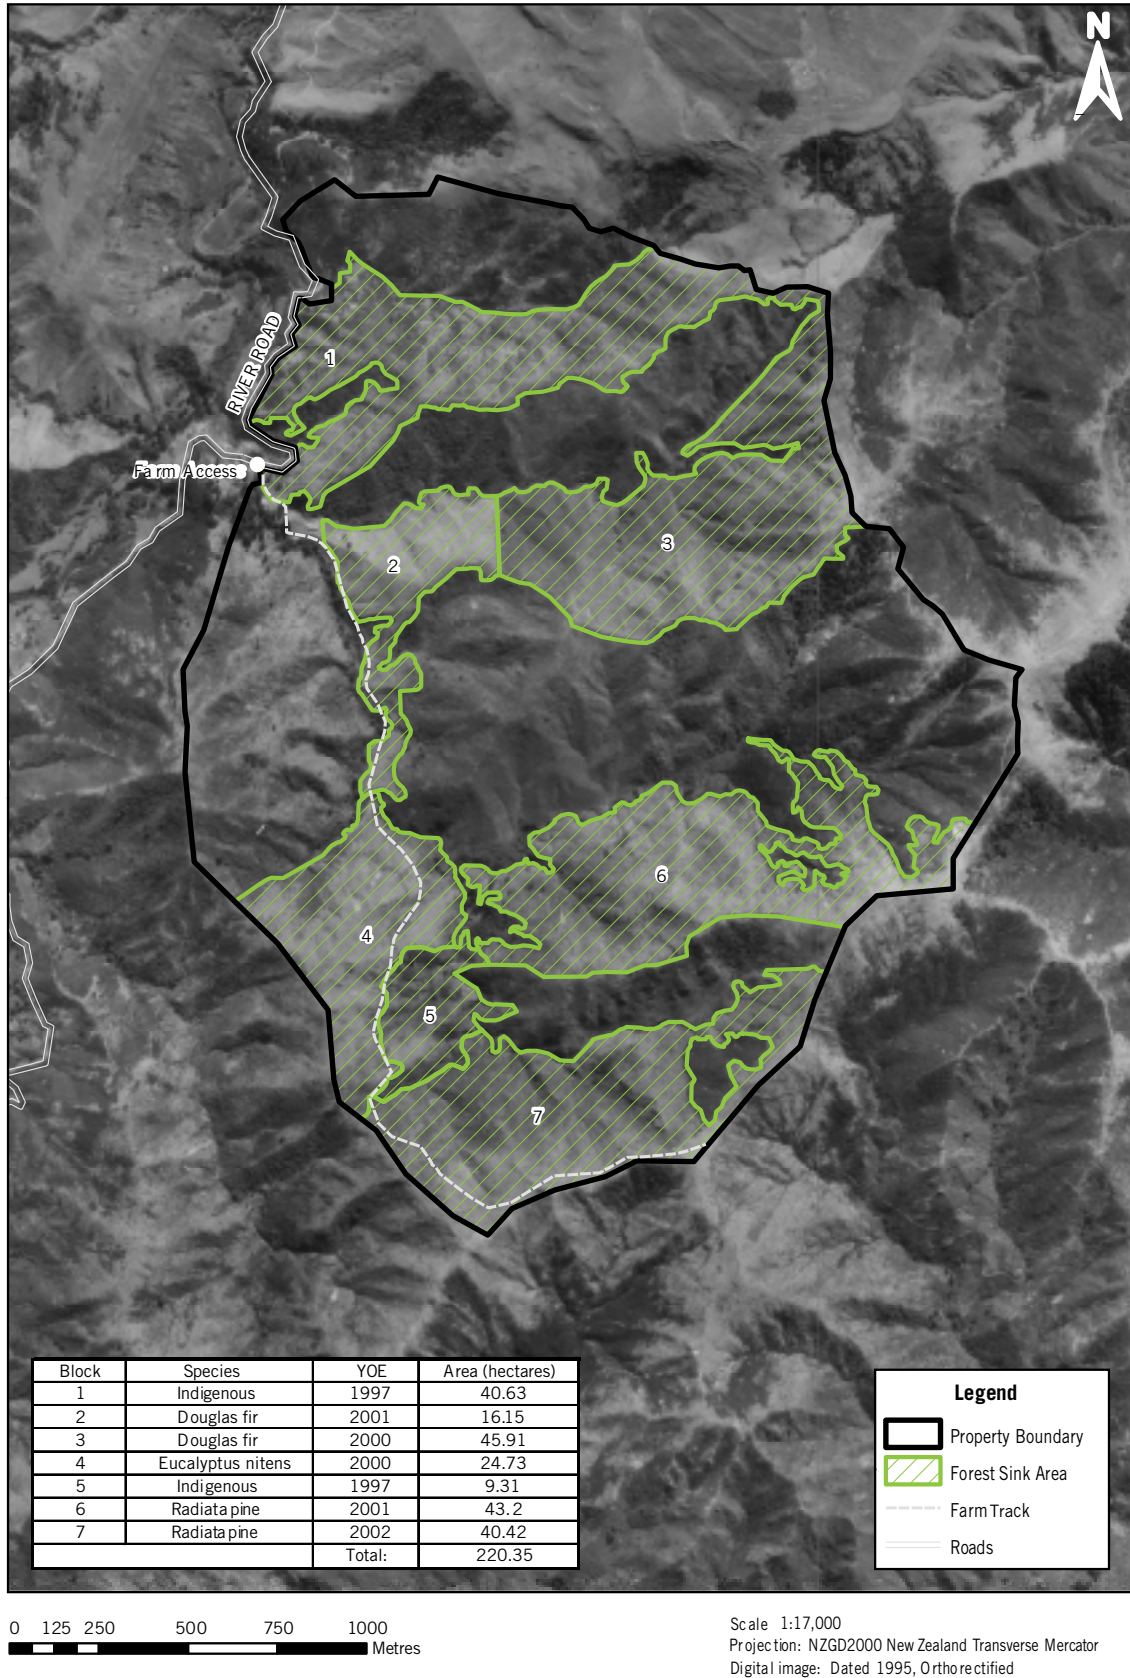 N
RIVER ROAD
Farm Access
1
2
3
4
5
6
7
Block Species YOE Area (hectares)
1 Indigenous 1997 40.63
2 Douglas fir 2001 16.15
3 Douglas fir 2000 45.91
4 Eucalyptus nitens 2000 24.73
5 Indigenous 1997 9.31
6 Radiata pine 2001 43.2
7 Radiata pine 2002 40.42
Total: 220.35
Legend
Property Boundary
Forest Sink Area
Farm Track
Roads
0 125 250 500 750 1000
Metres
Scale 1:17,000
Projection: NZGD2000 New Zealand Transverse Mercator
Digital image: Dated 1995, Orthorectified